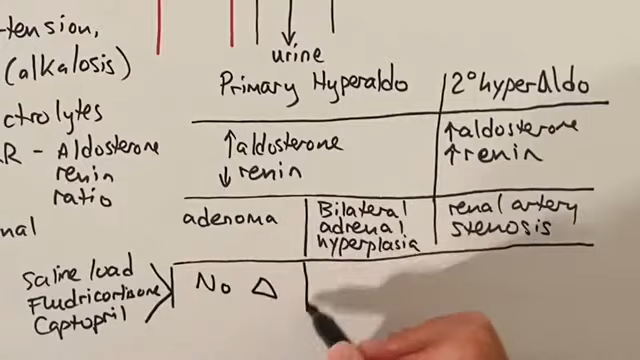 -tension,
(alkalosis)
ctrolytes
R - Aldosterone
renin
ratio
nal
urine
Primary Hyperaldo
2° hyperAldo
↑aldosterone
↓ renin
↑aldosterone
↑renin
adenoma
Bilateral
adrenal
hyperplasia
renal artery
stenosis
Saline load
Fludricortisone
Captopril
No Δ